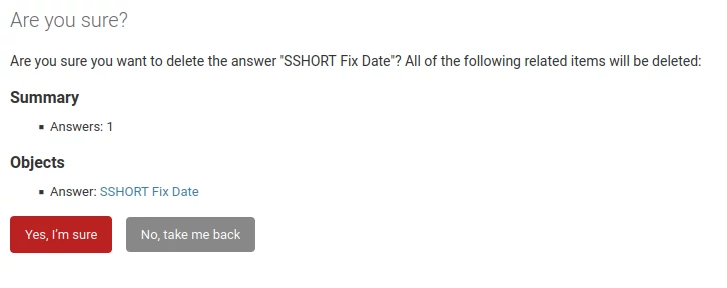 Are you sure?
Are you sure you want to delete the answer "SSHORT Fix Date"? All of the following related items will be deleted:
Summary
Answers: 1
Objects
Answer: SSHORT Fix Date
Yes, I'm sure
No, take me back